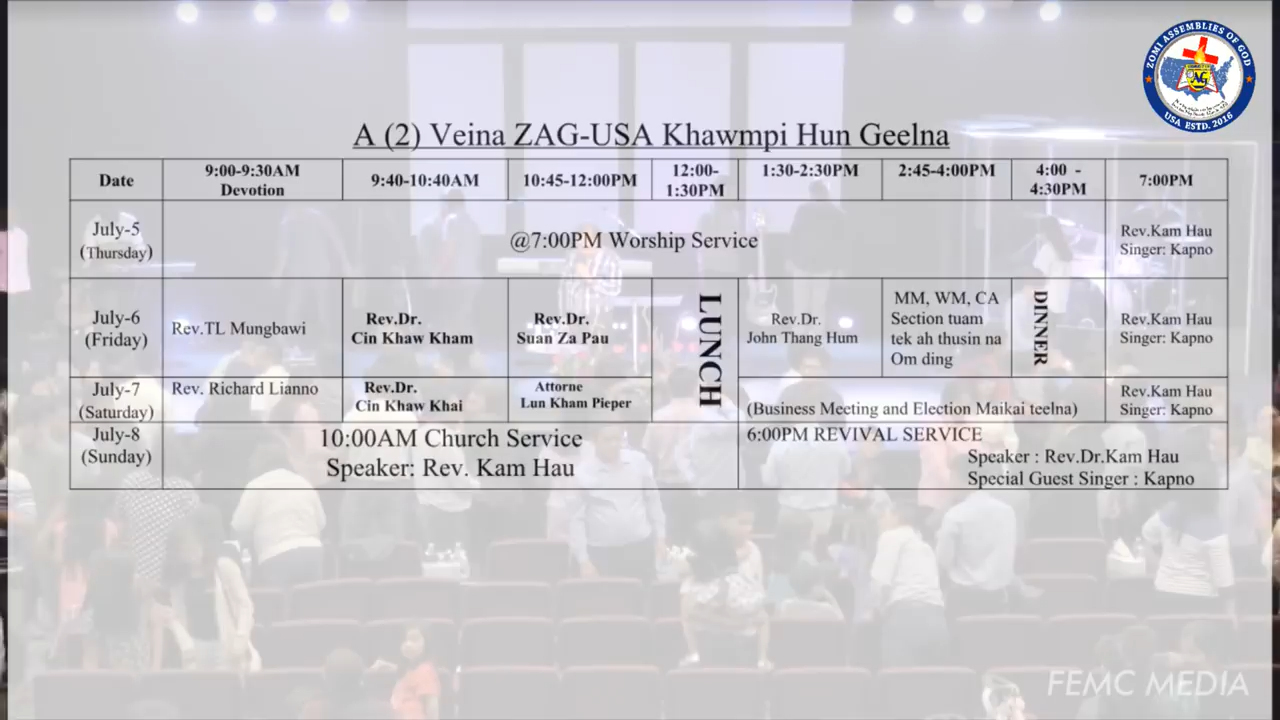 ZOMI ASSEMBLIES OF GOD
AG
USA ESTD. 2016
A (2) Veina ZAG-USA Khawmpi Hun Geelna
Date
9:00-9:30AM
Devotion
9:40-10:40AM
10:45-12:00PM
12:00-
1:30PM
1:30-2:30PM
2:45-4:00PM
4:00 -
4:30PM
7:00PM
July-5
(Thursday)
@7:00PM Worship Service
Rev.Kam Hau
Singer: Kapno
July-6
(Friday)
Rev.TL Mungbawi
Rev.Dr.
Cin Khaw Kham
Rev.Dr.
Suan Za Pau
LUNCH
Rev.Dr.
John Thang Hum
MM, WM, CA
Section tuam
tek ah thusin na
Om ding
DINNER
Rev.Kam Hau
Singer: Kapno
July-7
(Saturday)
Rev. Richard Lianno
Rev.Dr.
Cin Khaw Khai
Attorne
Lun Kham Pieper
(Business Meeting and Election Maikai teelna)
Rev.Kam Hau
Singer: Kapno
July-8
(Sunday)
10:00AM Church Service
Speaker: Rev. Kam Hau
6:00PM REVIVAL SERVICE
Speaker : Rev.Dr.Kam Hau
Special Guest Singer : Kapno
FEMC MEDIA